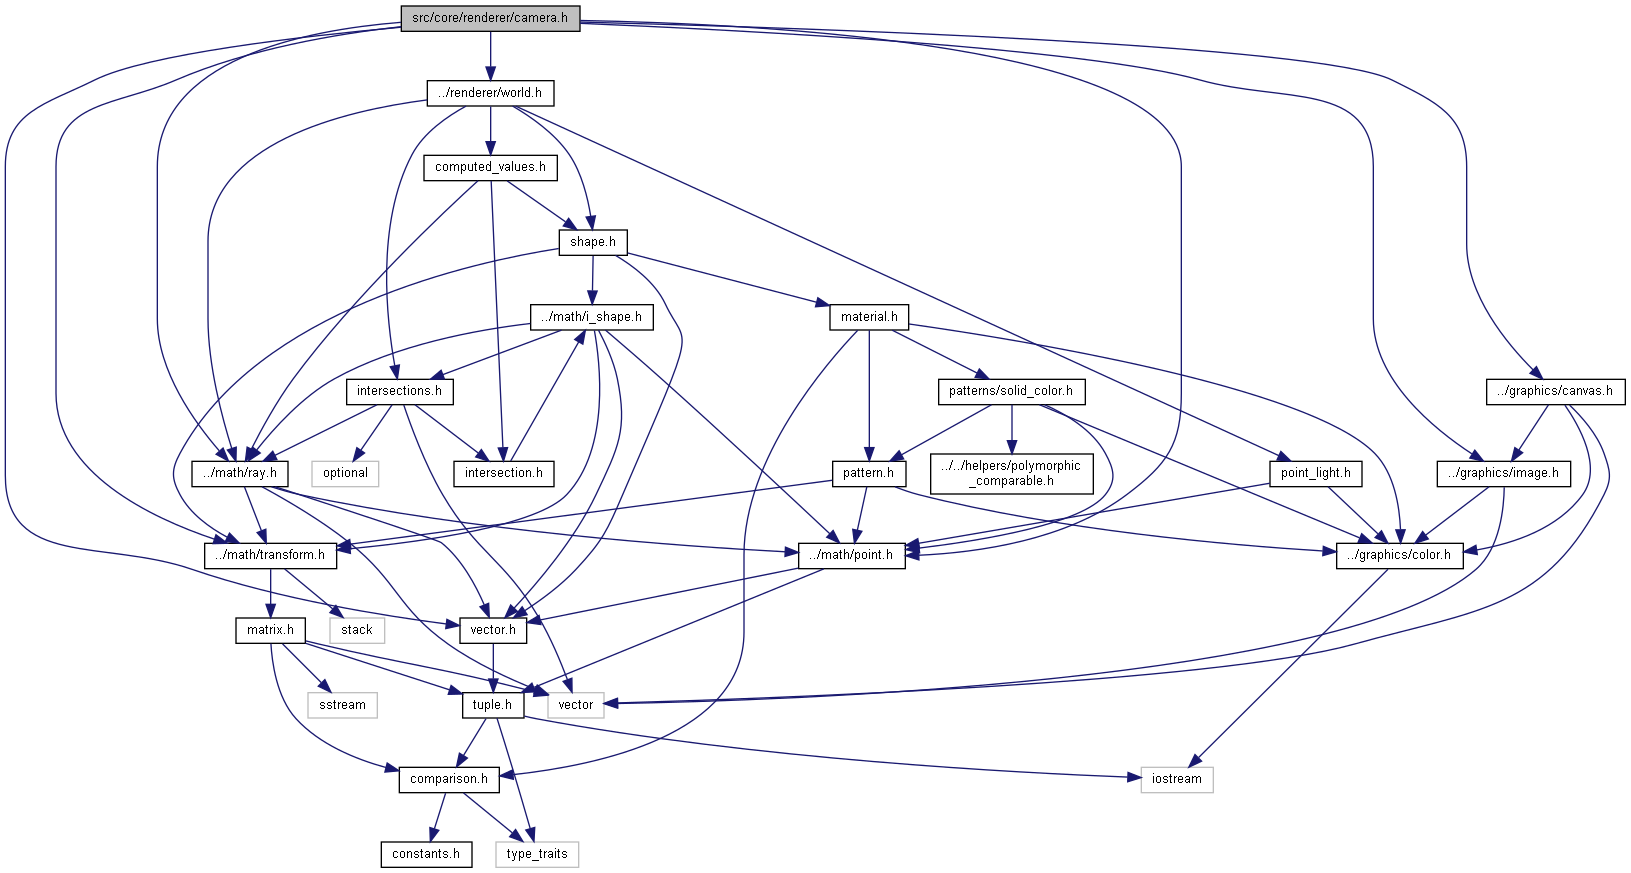 src/core/renderer/camera.h
../renderer/world.h
computed_values.h
shape.h
../math/i_shape.h
material.h
intersections.h
patterns/solid_color.h
../graphics/canvas.h
../math/ray.h
optional
intersection.h
pattern.h
../../helpers/polymorphic
_comparable.h
point_light.h
../graphics/image.h
../math/transform.h
../math/point.h
../graphics/color.h
matrix.h
stack
vector.h
sstream
tuple.h
vector
comparison.h
iostream
constants.h
type_traits